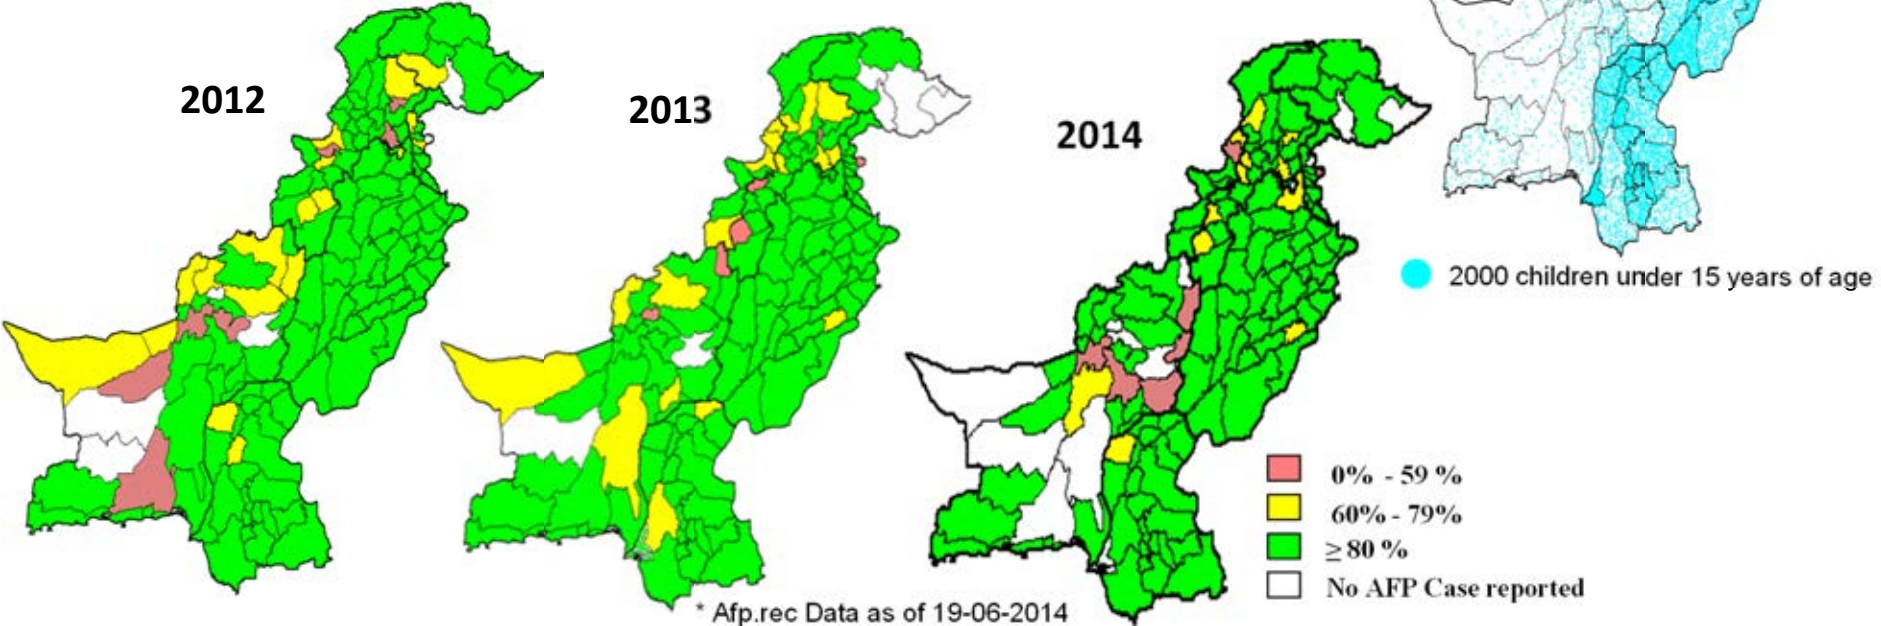 2012
2013
2014
2000 children under 15 years of age
0% - 59 %
60% - 79%
≥ 80 %
No AFP Case reported
* Afp.rec Data as of 19-06-2014